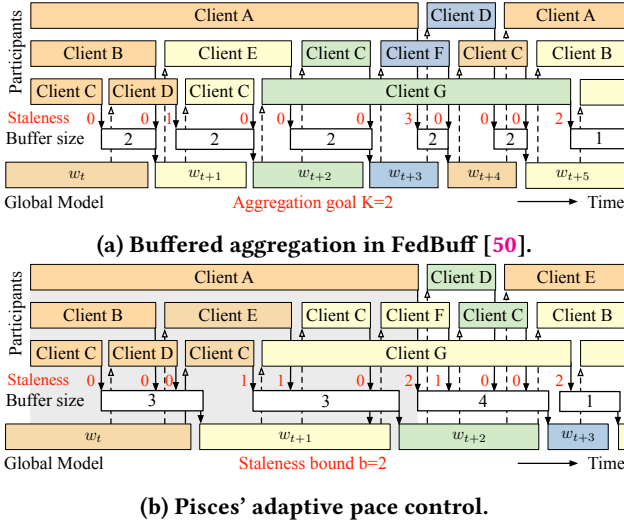 Participants
Client A Client D Client A
Client B Client E Client C Client F Client C Client B
Client C Client D Client C Client G
Staleness 0 0 1 0 0 0 3 0 0 0 2
Buffer size 2 2 2 2 2 1
w_t w_{t+1} w_{t+2} w_{t+3} w_{t+4} w_{t+5}
Global Model Aggregation goal K=2 Time
(a) Buffered aggregation in FedBuff [50].
Participants
Client A Client D Client E
Client B Client E Client C Client F Client C Client B
Client C Client D Client C Client G
Staleness 0 0 0 1 1 0 0 2 1 0 0 2
Buffer size 3 3 4 1
w_t w_{t+1} w_{t+2} w_{t+3}
Global Model Staleness bound b=2 Time
(b) Pisces' adaptive pace control.